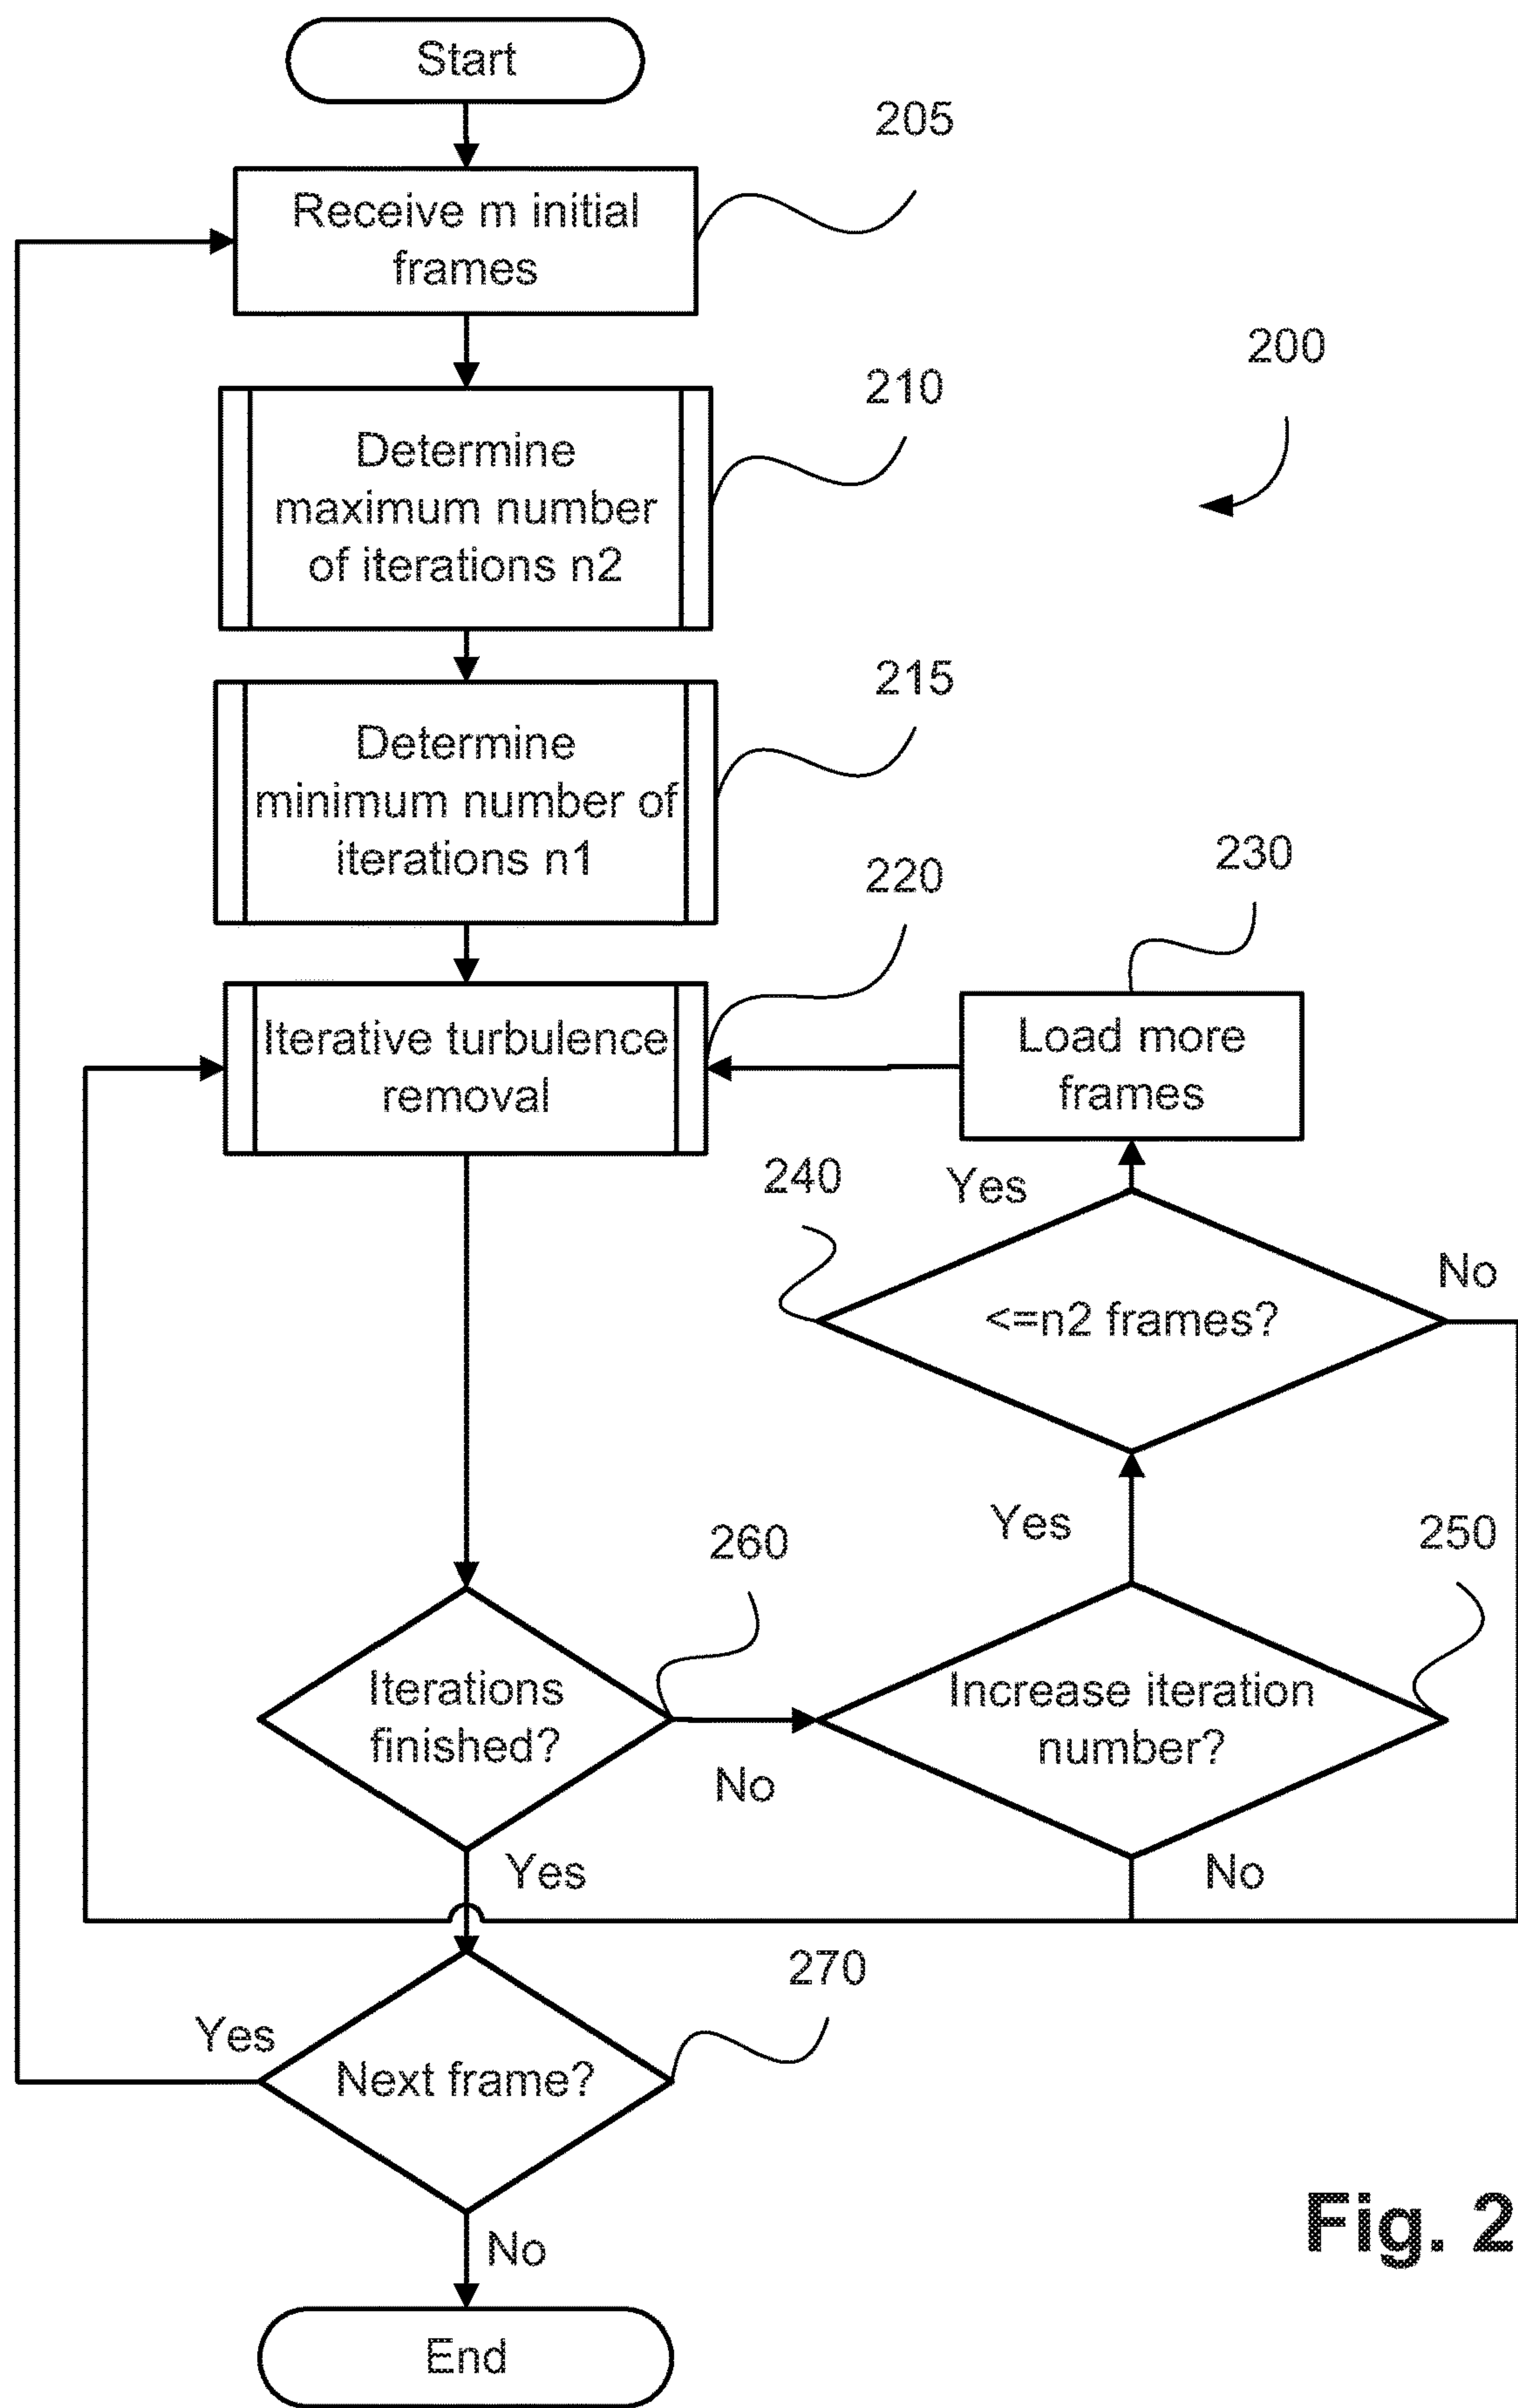 Start
205
Receive m initial
frames
200
210
Determine
maximum number
of iterations n2
215
Determine
minimum number of
iterations n1
220
230
Iterative turbulence
removal
Load more
frames
240
Yes
No
<=n2 frames?
Yes
260
250
Iterations
finished?
No
Increase iteration
number?
Yes
No
270
Yes
Next frame?
No
Fig. 2
End